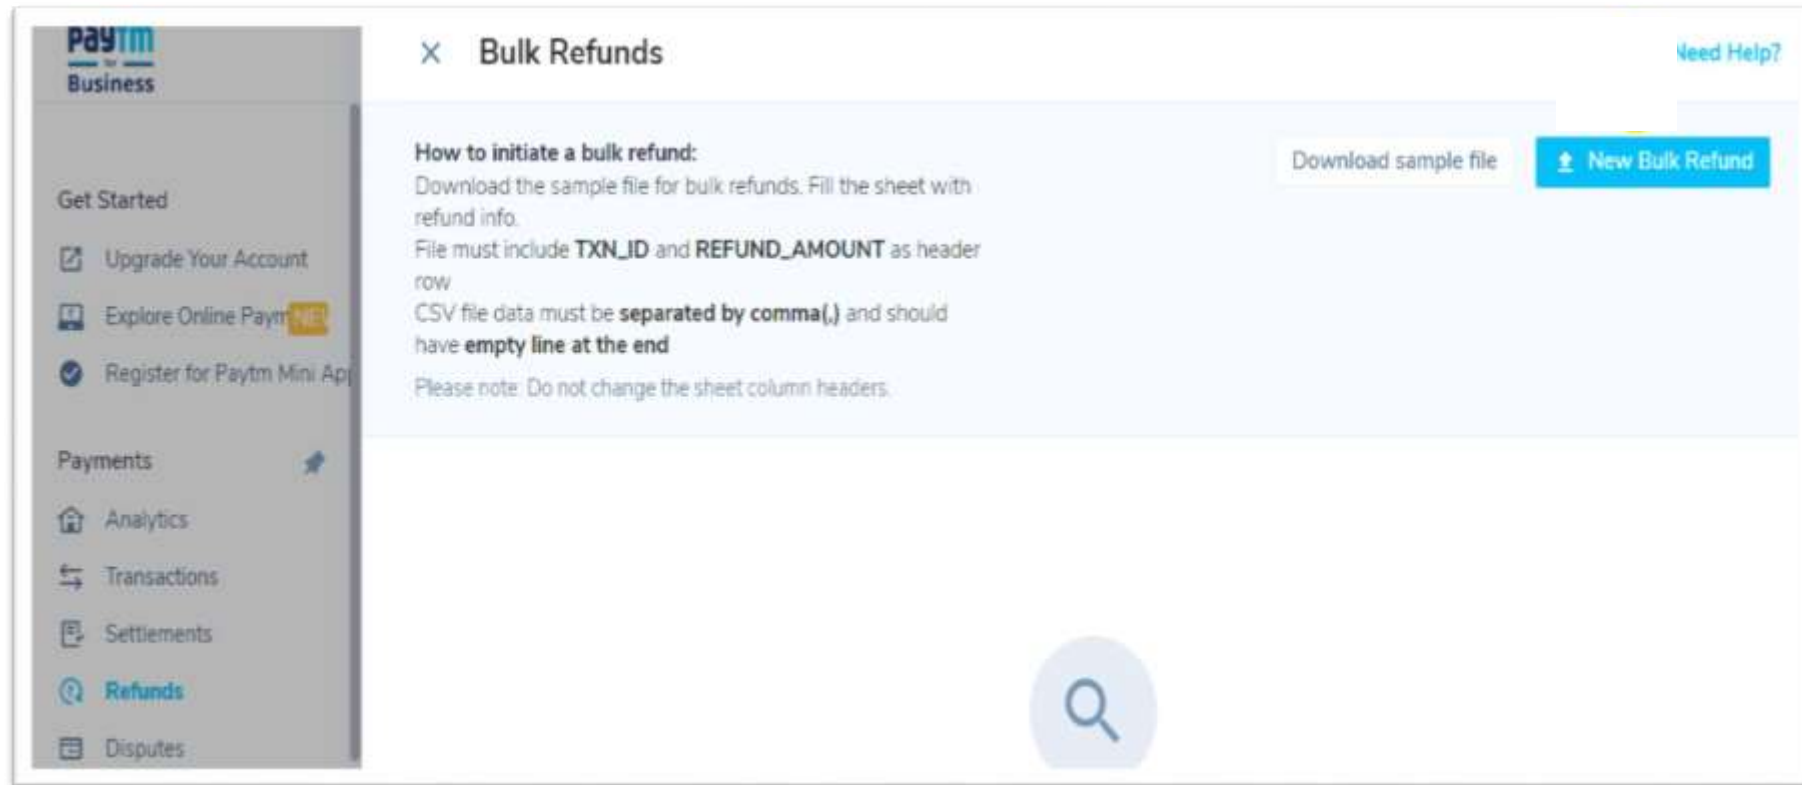 paytm
for
Business
Get Started
Upgrade Your Account
Explore Online Paym
Register for Paytm Mini Ap
Payments
Analytics
Transactions
Settlements
Refunds
Disputes
Bulk Refunds
Need Help?
How to initiate a bulk refund:
Download the sample file for bulk refunds. Fill the sheet with
refund info.
File must include TXN_ID and REFUND_AMOUNT as header
row
CSV file data must be separated by comma(,) and should
have empty line at the end
Please note: Do not change the sheet column headers.
Download sample file
New Bulk Refund